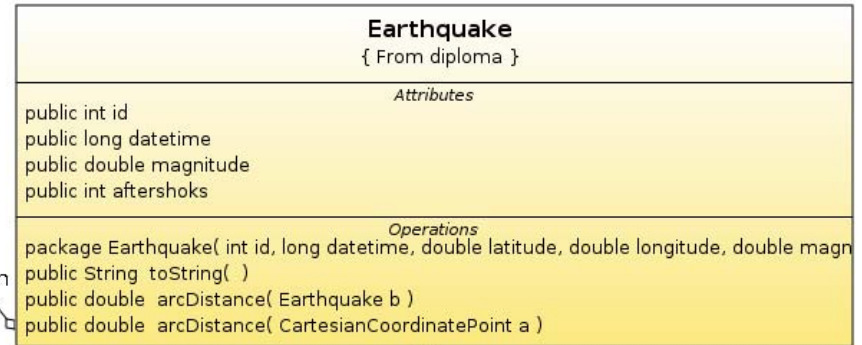 Earthquake
{ From diploma }
Attributes
public int id
public long datetime
public double magnitude
public int aftershoks
Operations
package Earthquake( int id, long datetime, double latitude, double longitude, double magn
public String toString( )
public double arcDistance( Earthquake b )
public double arcDistance( CartesianCoordinatePoint a )